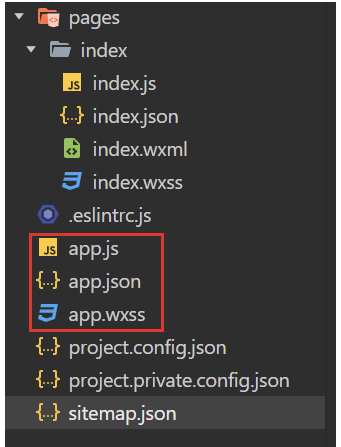 pages
index
JS index.js
{..} index.json
index.wxml
index.wxss
.eslintrc.js
JS app.js
{..} app.json
app.wxss
{..} project.config.json
{..} project.private.config.json
{..} sitemap.json